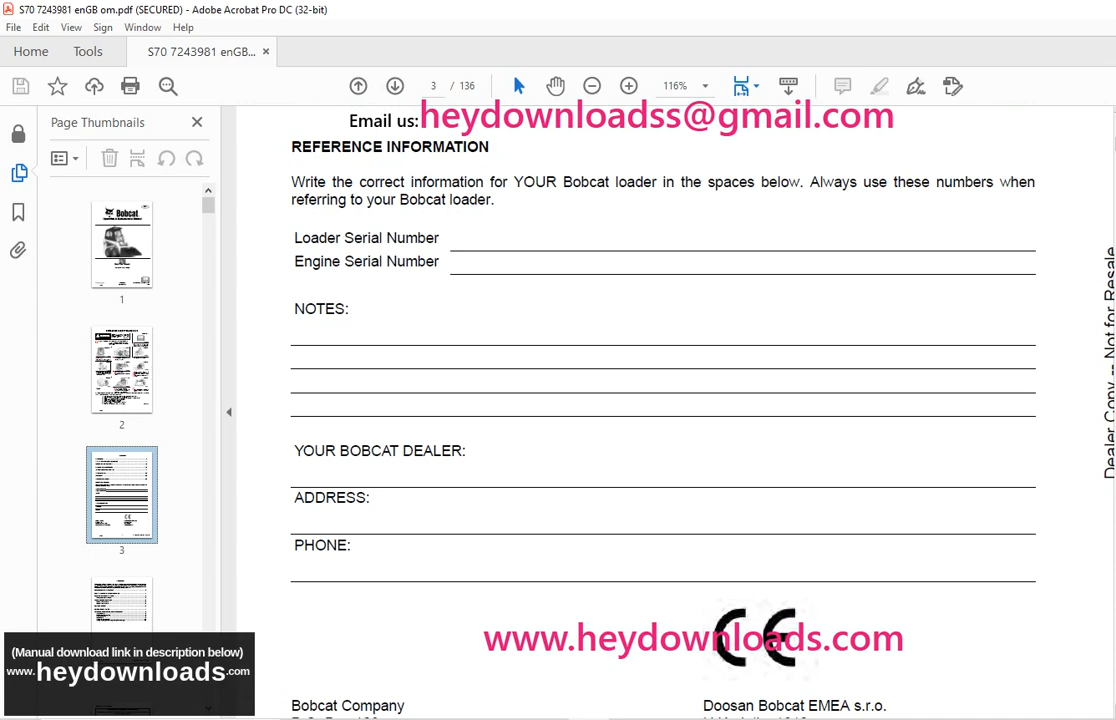 S70 7243981 enGB om.pdf (SECURED) - Adobe Acrobat Pro DC (32-bit)
File Edit View Sign Window Help
Home Tools S70 7243981 enGB... ×
3 / 136 116%
Email us:heydownloadss@gmail.com
Page Thumbnails
REFERENCE INFORMATION
Write the correct information for YOUR Bobcat loader in the spaces below. Always use these numbers when
referring to your Bobcat loader.
Loader Serial Number
Engine Serial Number
NOTES:
YOUR BOBCAT DEALER:
ADDRESS:
PHONE:
Dealer Copy -- Not for Resale
Bobcat
1
2
3
CE
www.heydownloads.com
(Manual download link in description below)
www.heydownloads.com
Bobcat Company
Doosan Bobcat EMEA s.r.o.